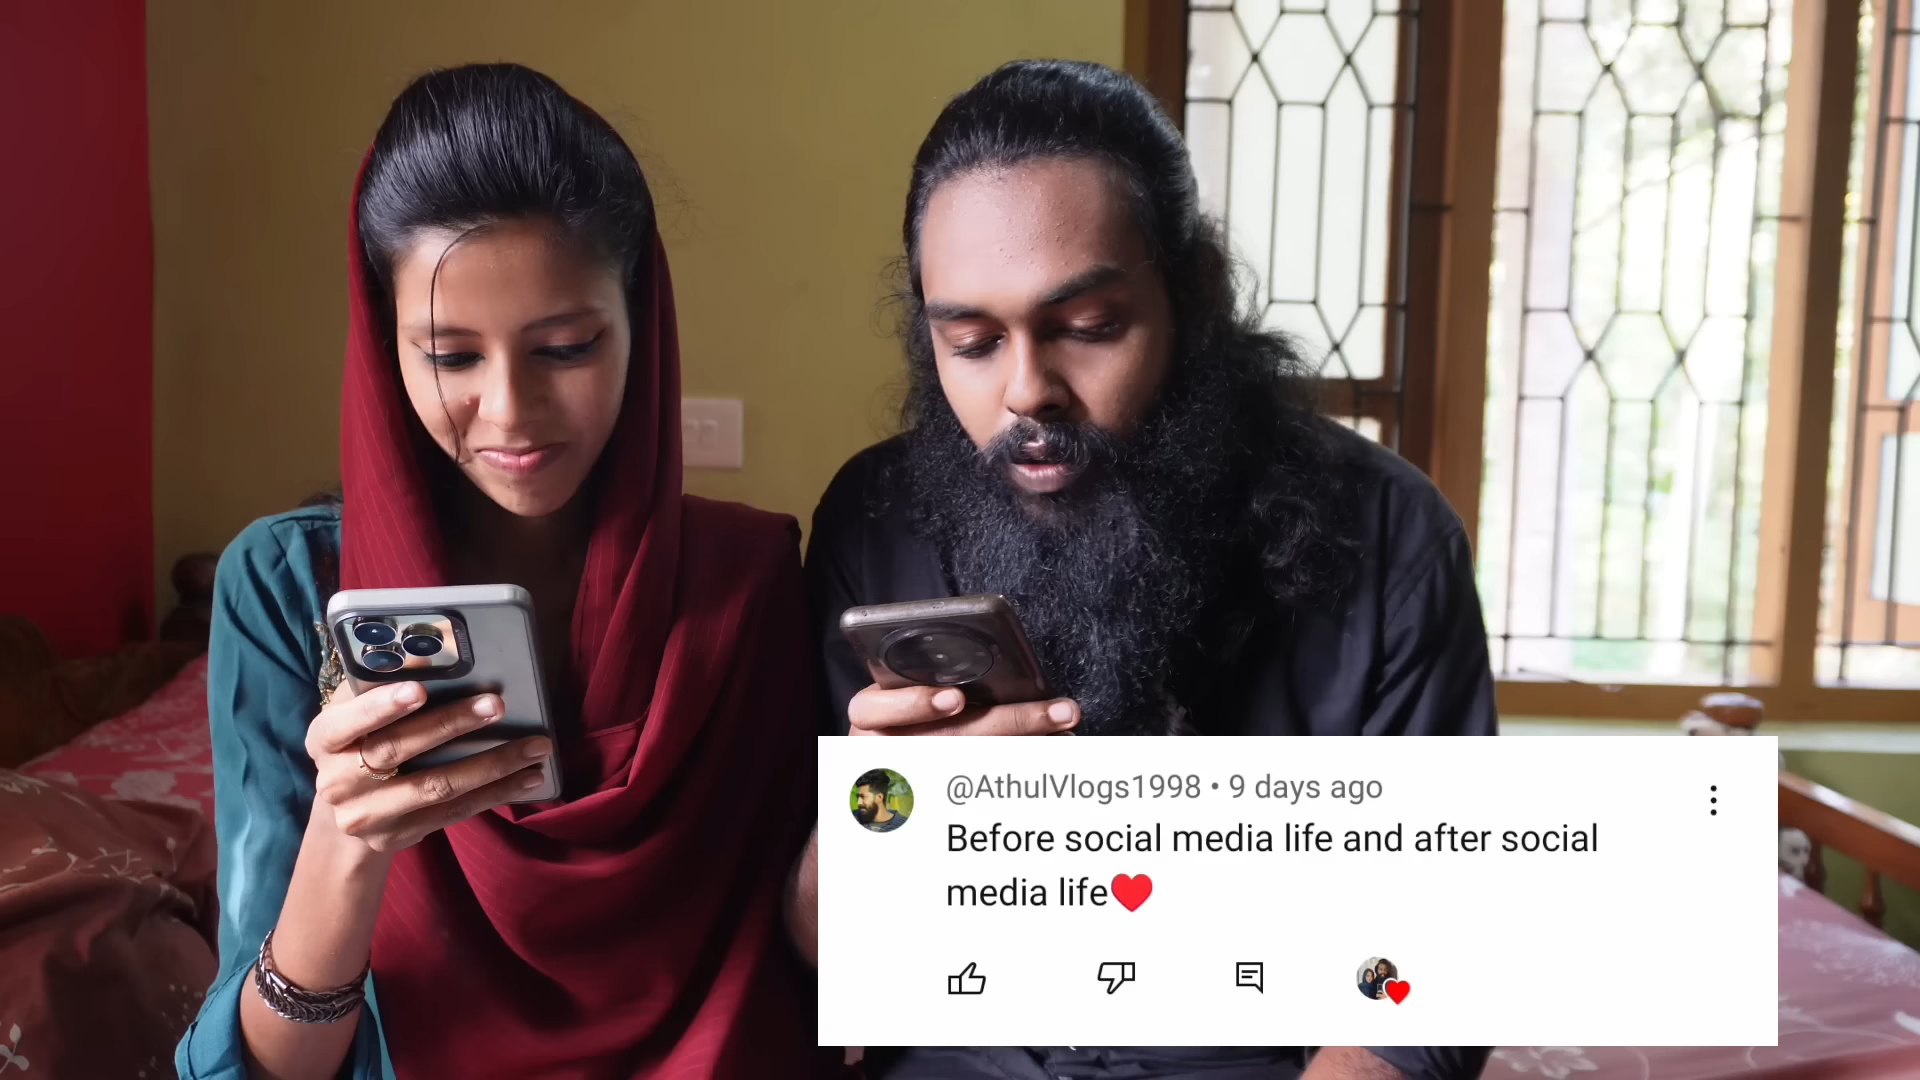 @AthulVlogs1998 • 9 days ago
Before social media life and after social
media life❤️